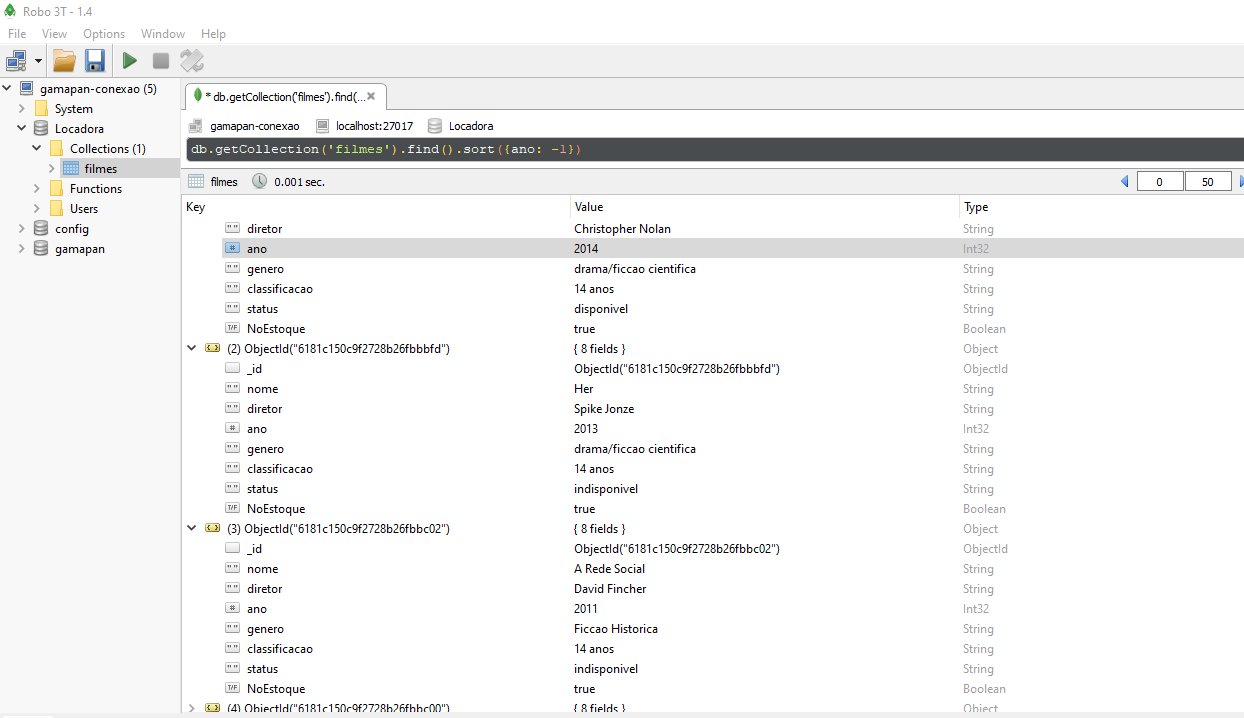 Robo 3T - 1.4
File View Options Window Help
gamapan-conexao (5)
System
Locadora
Collections (1)
filmes
Functions
Users
config
gamapan
* db.getCollection('filmes').find(...
gamapan-conexao localhost:27017 Locadora
db.getCollection('filmes').find().sort({ano: -1})
filmes 0.001 sec. 0 50
Key Value Type
diretor Christopher Nolan String
# ano 2014 Int32
genero drama/ficcao cientifica String
classificacao 14 anos String
status disponivel String
T/F NoEstoque true Boolean
(2) ObjectId("6181c150c9f2728b26fbbbfd") { 8 fields } Object
_id ObjectId("6181c150c9f2728b26fbbbfd") ObjectId
nome Her String
diretor Spike Jonze String
# ano 2013 Int32
genero drama/ficcao cientifica String
classificacao 14 anos String
status indisponivel String
T/F NoEstoque true Boolean
(3) ObjectId("6181c150c9f2728b26fbbc02") { 8 fields } Object
_id ObjectId("6181c150c9f2728b26fbbc02") ObjectId
nome A Rede Social String
diretor David Fincher String
# ano 2011 Int32
genero Ficcao Historica String
classificacao 14 anos String
status indisponivel String
T/F NoEstoque true Boolean
(4) ObjectId("6181c150c9f2728b26fbbc00") { 8 fields } Object